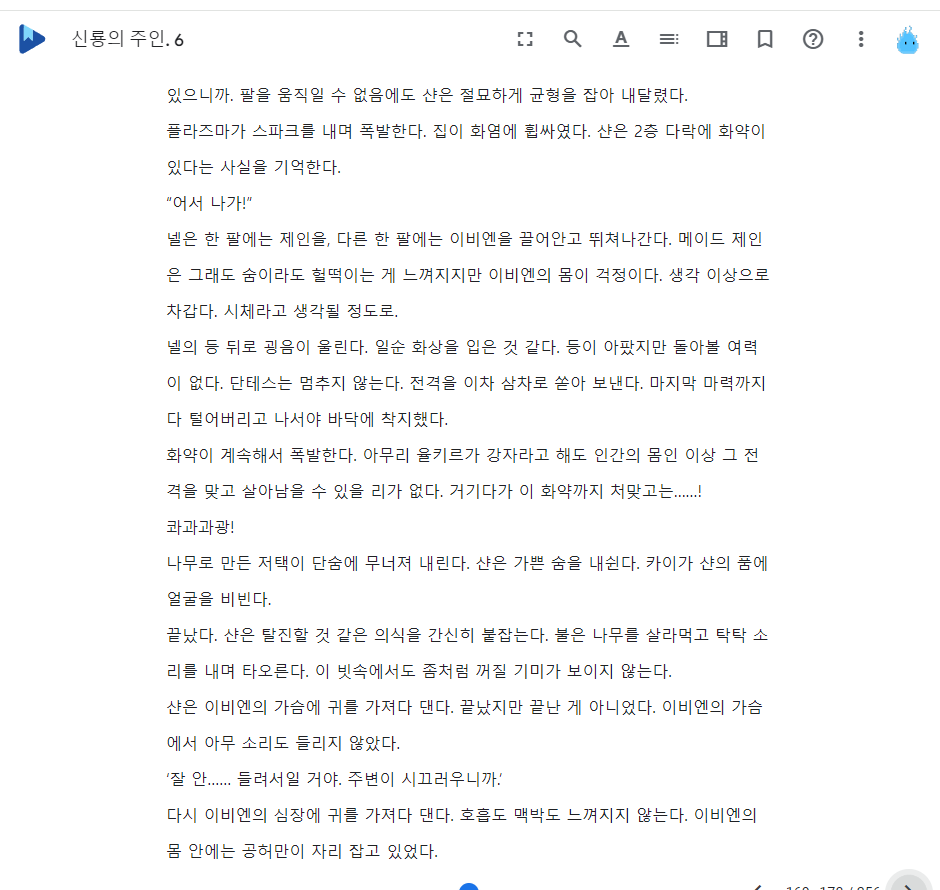 신룡의 주인. 6
있으니까. 팔을 움직일 수 없음에도 샨은 절묘하게 균형을 잡아 내달렸다.
플라즈마가 스파크를 내며 폭발한다. 집이 화염에 휩싸였다. 샨은 2층 다락에 화약이
있다는 사실을 기억한다.
“어서 나가!”
넬은 한 팔에는 제인을, 다른 한 팔에는 이비엔을 끌어안고 뛰쳐나간다. 메이드 제인
은 그래도 숨이라도 헐떡이는 게 느껴지지만 이비엔의 몸이 걱정이다. 생각 이상으로
차갑다. 시체라고 생각될 정도로.
넬의 등 뒤로 굉음이 울린다. 일순 화상을 입은 것 같다. 등이 아팠지만 돌아볼 여력
이 없다. 단테스는 멈추지 않는다. 전격을 이차 삼차로 쏟아 보낸다. 마지막 마력까지
다 털어버리고 나서야 바닥에 착지했다.
화약이 계속해서 폭발한다. 아무리 율키르가 강자라고 해도 인간의 몸인 이상 그 전
격을 맞고 살아남을 수 있을 리가 없다. 거기다가 이 화약까지 처맞고는……!
콰과과광!
나무로 만든 저택이 단숨에 무너져 내린다. 샨은 가쁜 숨을 내쉰다. 카이가 샨의 품에
얼굴을 비빈다.
끝났다. 샨은 탈진할 것 같은 의식을 간신히 붙잡는다. 불은 나무를 살라먹고 탁탁 소
리를 내며 타오른다. 이 빗속에서도 좀처럼 꺼질 기미가 보이지 않는다.
샨은 이비엔의 가슴에 귀를 가져다 댄다. 끝났지만 끝난 게 아니었다. 이비엔의 가슴
에서 아무 소리도 들리지 않았다.
‘잘 안…… 들려서일 거야. 주변이 시끄러우니까.’
다시 이비엔의 심장에 귀를 가져다 댄다. 호흡도 맥박도 느껴지지 않는다. 이비엔의
몸 안에는 공허만이 자리 잡고 있었다.